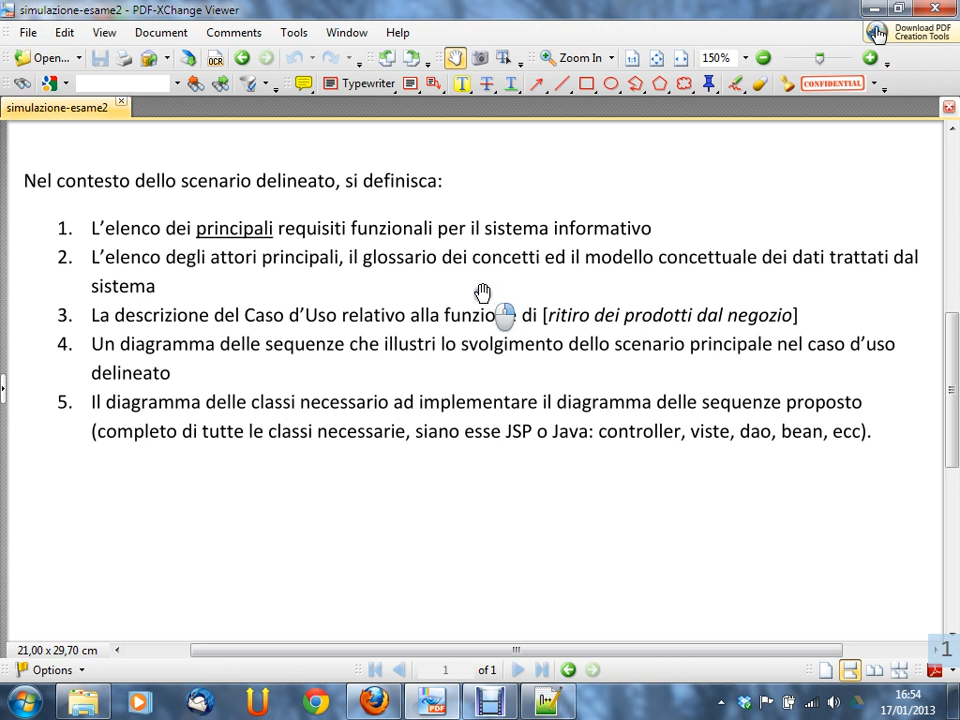 simulazione-esame2 - PDF-XChange Viewer
File Edit View Document Comments Tools Window Help
Download PDF
Creation Tools
Open...
OCR
Zoom In
150%
Typewriter
CONFIDENTIAL
simulazione-esame2
Nel contesto dello scenario delineato, si definisca:
1. L’elenco dei principali requisiti funzionali per il sistema informativo
2. L’elenco degli attori principali, il glossario dei concetti ed il modello concettuale dei dati trattati dal
sistema
3. La descrizione del Caso d’Uso relativo alla di [ritiro dei prodotti dal negozio]
4. Un diagramma delle sequenze che illustri lo svolgimento dello scenario principale nel caso d’uso
delineato
5. Il diagramma delle classi necessario ad implementare il diagramma delle sequenze proposto
(completo di tutte le classi necessarie, siano esse JSP o Java: controller, viste, dao, bean, ecc).
21,00 x 29,70 cm
1
Options
1 of 1
PDF
16:54
17/01/2013